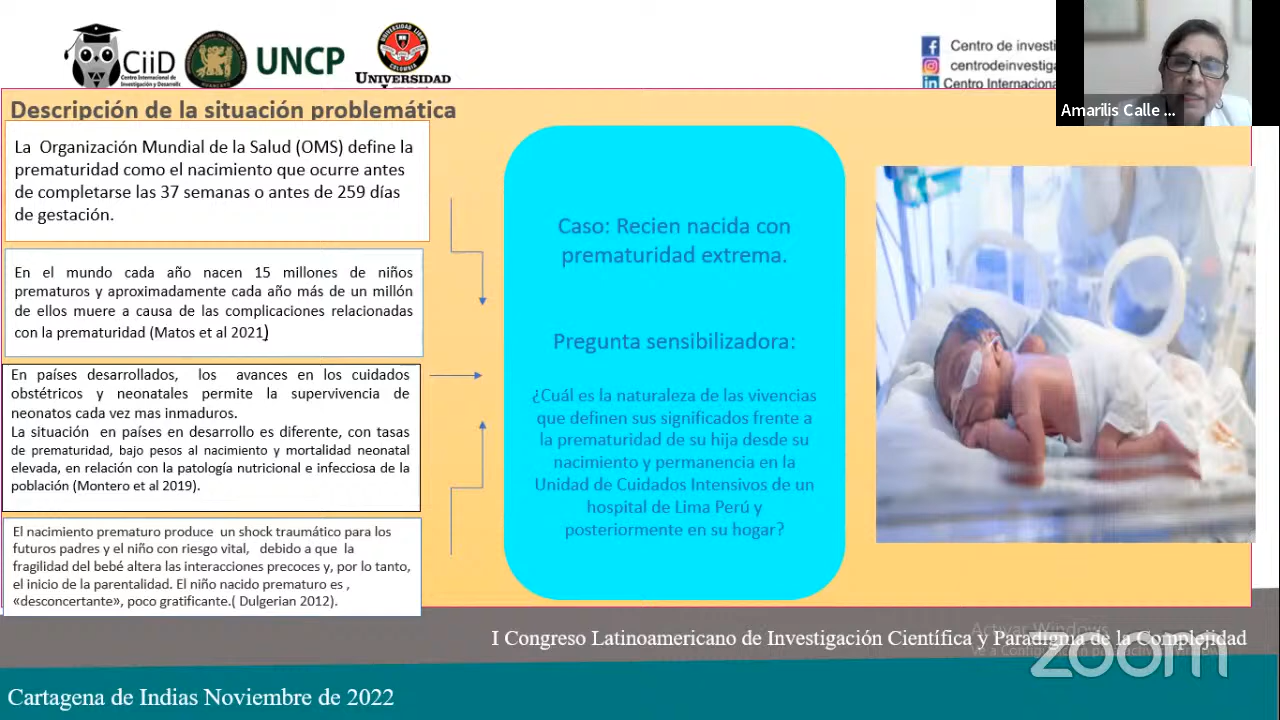 CiiD
Centro Internacional de
Investigación y Desarrollo
UNCP
UNIVERSIDAD LIBRE
COLOMBIA
UNIVERSIDAD
Centro de investi
centrodeinvestiga
Centro Internaciona
Amarilis Calle ...
Descripción de la situación problemática
La Organización Mundial de la Salud (OMS) define la
prematuridad como el nacimiento que ocurre antes
de completarse las 37 semanas o antes de 259 días
de gestación.
En el mundo cada año nacen 15 millones de niños
prematuros y aproximadamente cada año más de un millón
de ellos muere a causa de las complicaciones relacionadas
con la prematuridad (Matos et al 2021)
En países desarrollados, los avances en los cuidados
obstétricos y neonatales permite la supervivencia de
neonatos cada vez mas inmaduros.
La situación en países en desarrollo es diferente, con tasas
de prematuridad, bajo pesos al nacimiento y mortalidad neonatal
elevada, en relación con la patología nutricional e infecciosa de la
población (Montero et al 2019).
El nacimiento prematuro produce un shock traumático para los
futuros padres y el niño con riesgo vital, debido a que la
fragilidad del bebé altera las interacciones precoces y, por lo tanto,
el inicio de la parentalidad. El niño nacido prematuro es ,
«desconcertante», poco gratificante.( Dulgerian 2012).
Caso: Recien nacida con
prematuridad extrema.
Pregunta sensibilizadora:
¿Cuál es la naturaleza de las vivencias
que definen sus significados frente a
la prematuridad de su hija desde su
nacimiento y permanencia en la
Unidad de Cuidados Intensivos de un
hospital de Lima Perú y
posteriormente en su hogar?
Activar Windows
Ve a Configuración para activar Windows.
I Congreso Latinoamericano de Investigación Científica y Paradigma de la Complejidad
zoom
Cartagena de Indias Noviembre de 2022